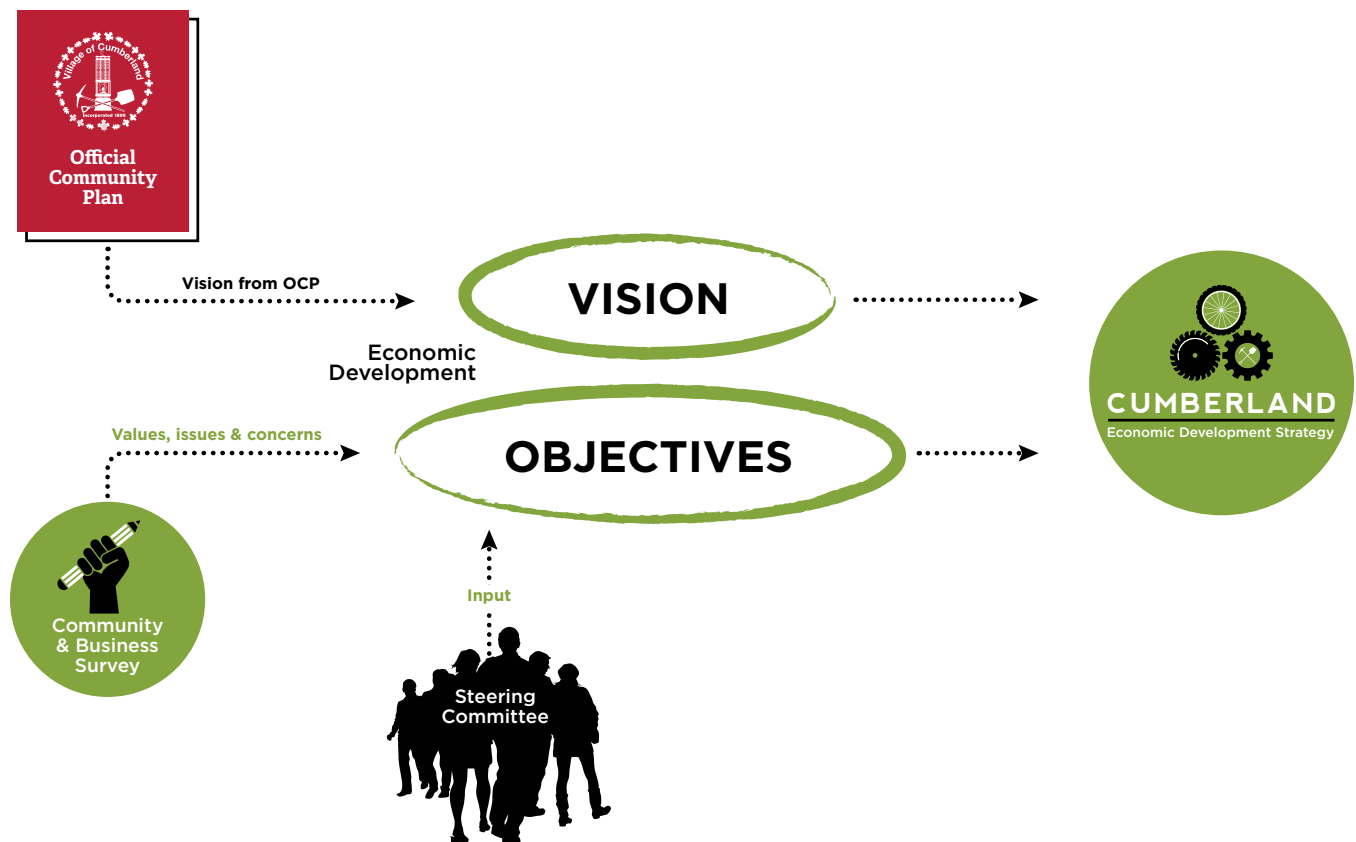 Village of Cumberland
Incorporated 1898
Official
Community
Plan
Vision from OCP
VISION
Economic
Development
Values, issues & concerns
OBJECTIVES
CUMBERLAND
Economic Development Strategy
Community
& Business
Survey
Input
Steering
Committee